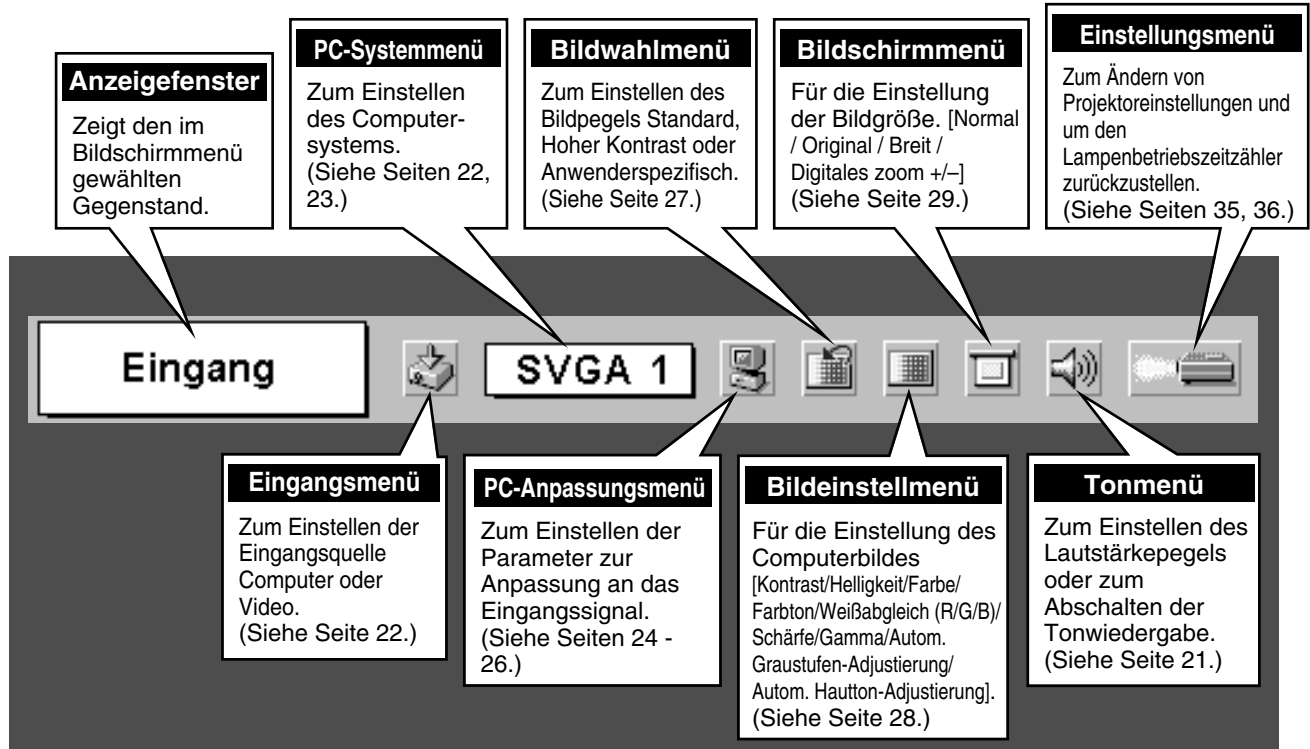 Anzeigefenster
Zeigt den im
Bildschirmmenü
gewählten
Gegenstand.
PC-Systemmenü
Zum Einstellen
des Computer-
systems.
(Siehe Seiten 22,
23.)
Bildwahlmenü
Zum Einstellen des
Bildpegels Standard,
Hoher Kontrast oder
Anwenderspezifisch.
(Siehe Seite 27.)
Bildschirmmenü
Für die Einstellung
der Bildgröße. [Normal
/ Original / Breit /
Digitales zoom +/–]
(Siehe Seite 29.)
Einstellungsmenü
Zum Ändern von
Projektoreinstellungen und
um den
Lampenbetriebszeitzähler
zurückzustellen.
(Siehe Seiten 35, 36.)
Eingang
SVGA 1
Eingangsmenü
Zum Einstellen der
Eingangsquelle
Computer oder
Video.
(Siehe Seite 22.)
PC-Anpassungsmenü
Zum Einstellen der
Parameter zur
Anpassung an das
Eingangssignal.
(Siehe Seiten 24 -
26.)
Bildeinstellmenü
Für die Einstellung des
Computerbildes
[Kontrast/Helligkeit/Farbe/
Farbton/Weißabgleich (R/G/B)/
Schärfe/Gamma/Autom.
Graustufen-Adjustierung/
Autom. Hautton-Adjustierung].
(Siehe Seite 28.)
Tonmenü
Zum Einstellen des
Lautstärkepegels
oder zum
Abschalten der
Tonwiedergabe.
(Siehe Seite 21.)